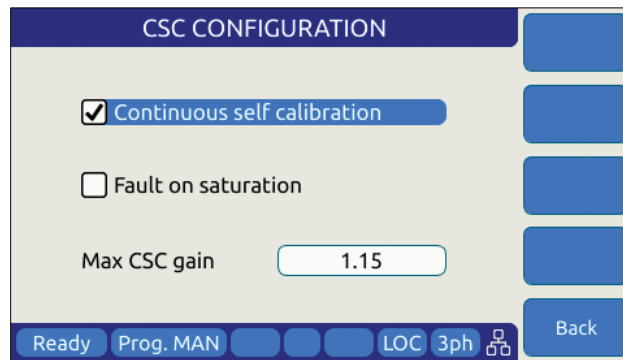 CSC CONFIGURATION
Continuous self calibration
Fault on saturation
Max CSC gain 1.15
Back
Ready Prog. MAN LOC 3ph